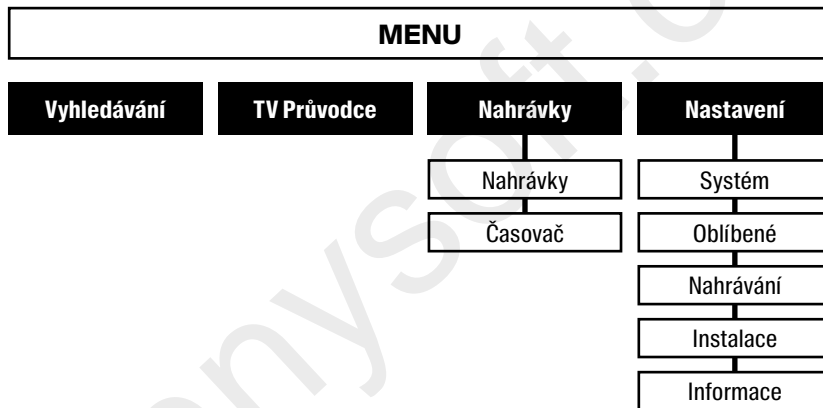 MENU
Vyhledávání TV Průvodce Nahrávky Nastavení
Nahrávky Systém
Časovač Oblíbené
Nahrávání
Instalace
Informace